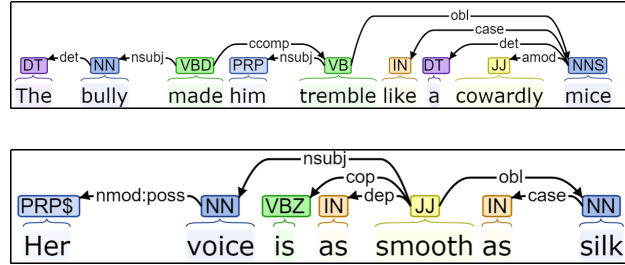 obl
case
ccomp det
det nsubj nsubj amod
DT NN VBD PRP VB IN DT JJ NNS
The bully made him tremble like a cowardly mice
nsubj
cop obl
nmod:poss dep case
PRP$ NN VBZ IN JJ IN NN
Her voice is as smooth as silk